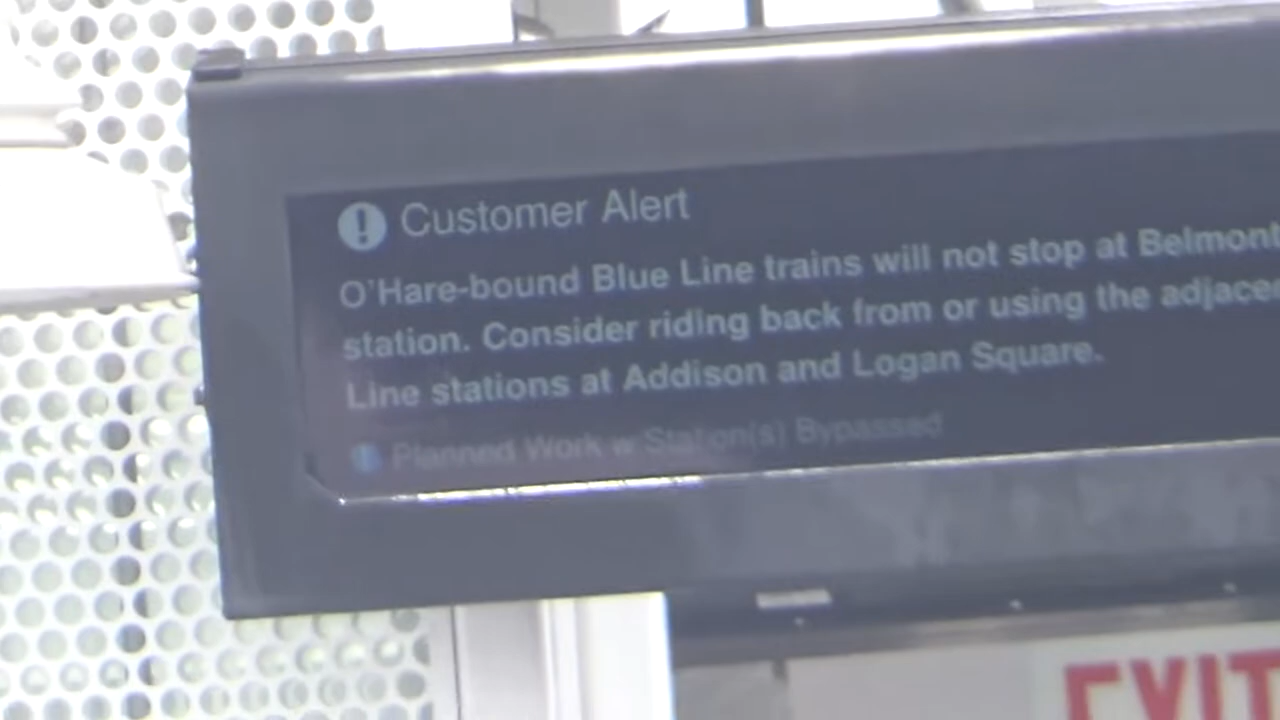 Customer Alert
O'Hare-bound Blue Line trains will not stop at Belmont
station. Consider riding back from or using the
Line stations at Addison and Logan Square.
Planned Work w Station(s) Bypassed
EXIT